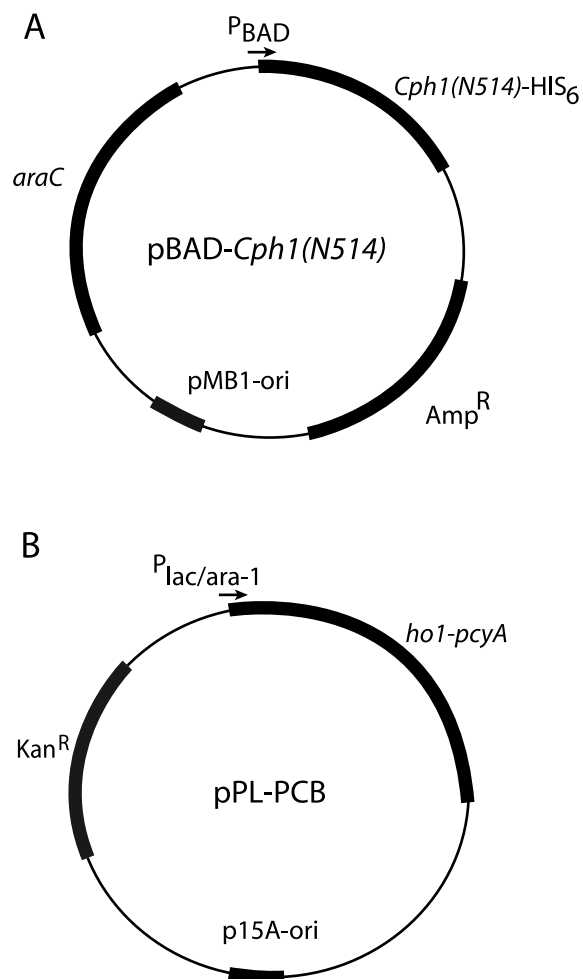 A
PBAD
Cph1(N514)-HIS6
araC
pBAD-Cph1(N514)
pMB1-ori
AmpR
B
Plac/ara-1
ho1-pcyA
KanR
pPL-PCB
p15A-ori